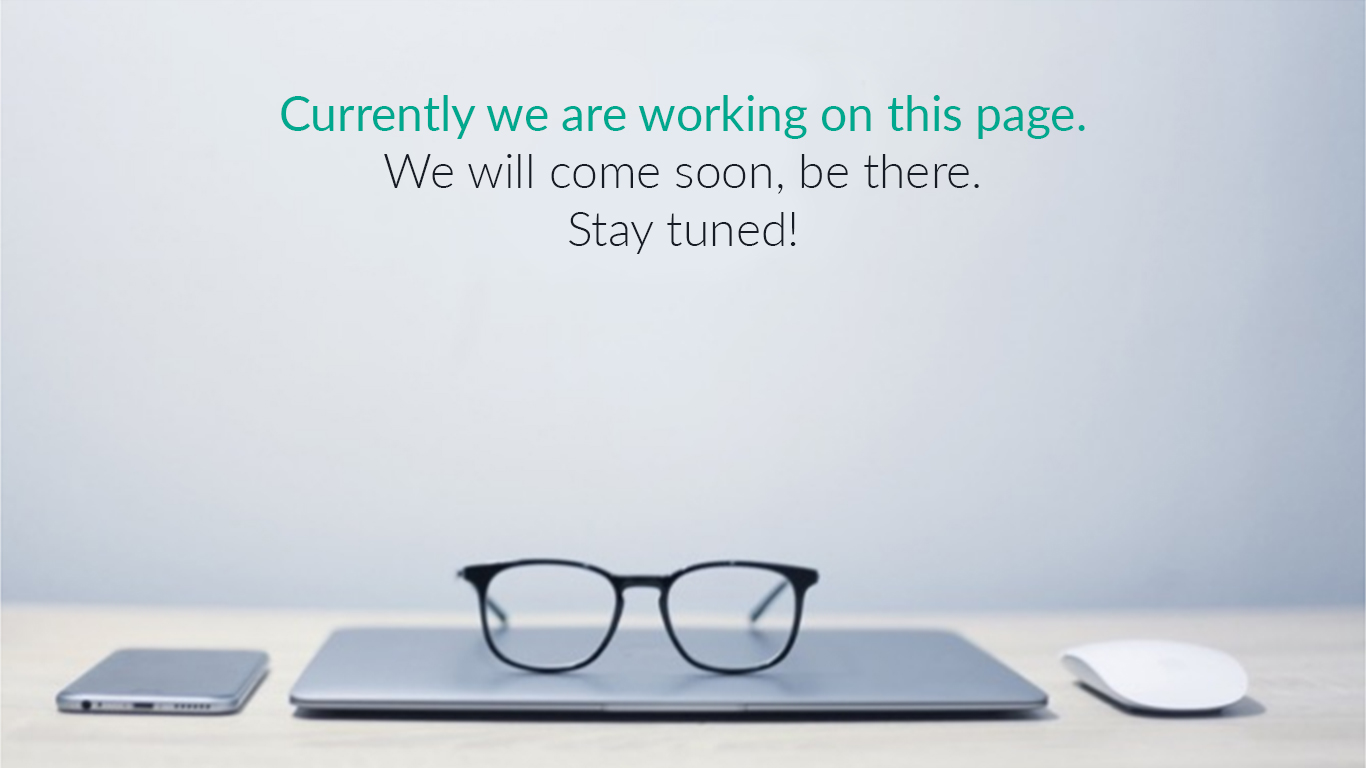 Currently we are working on this page.
We will come soon, be there.
Stay tuned!